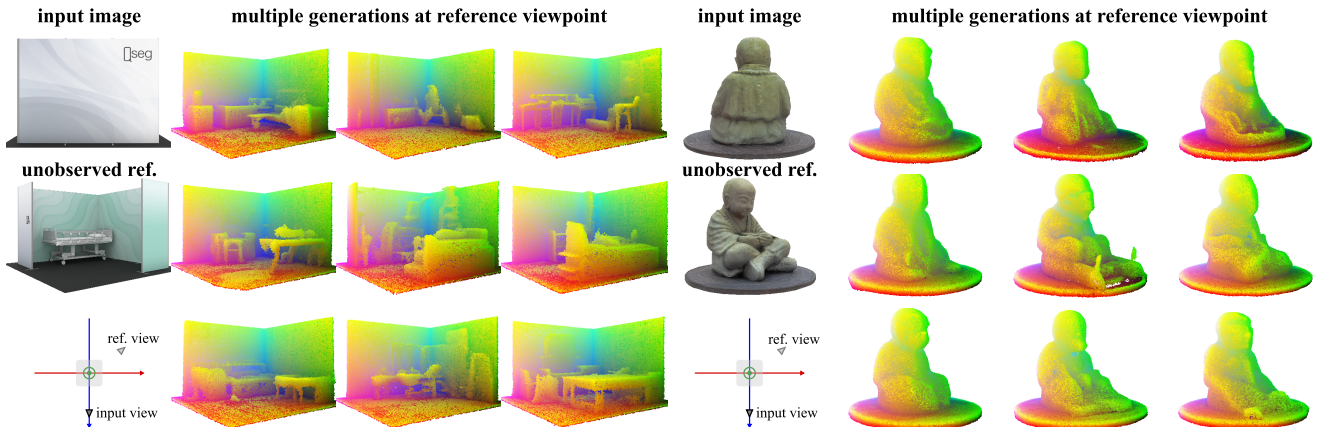 input image
multiple generations at reference viewpoint
input image
multiple generations at reference viewpoint
seg
unobserved ref.
unobserved ref.
ref. view
input view
ref. view
input view